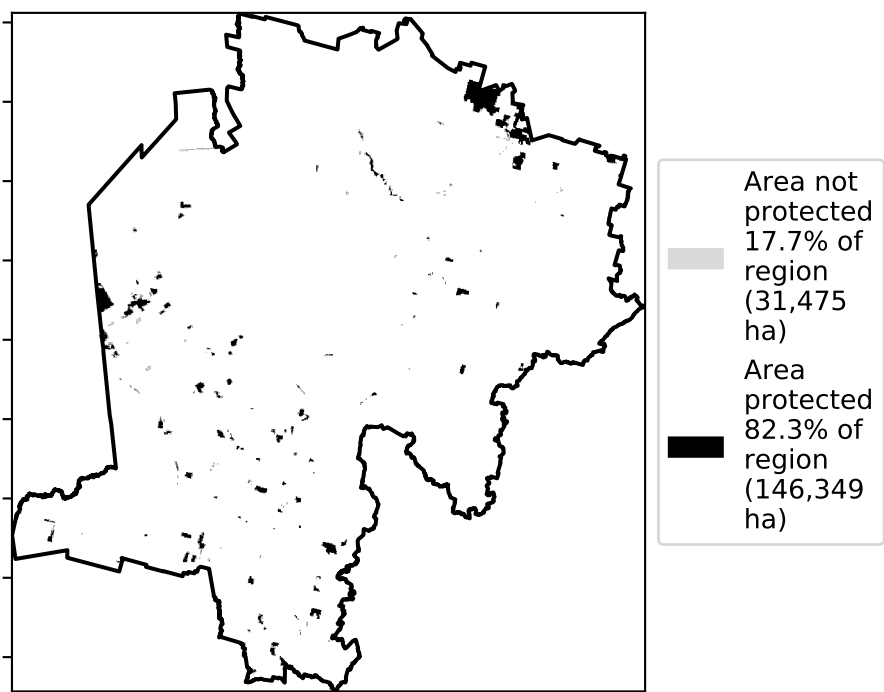 Area not
protected
17.7% of
region
(31,475
ha)
Area
protected
82.3% of
region
(146,349
ha)